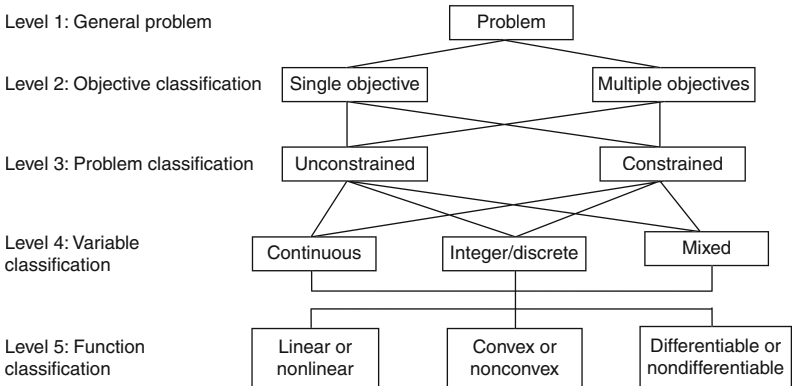 Level 1: General problem
Problem
Level 2: Objective classification
Single objective
Multiple objectives
Level 3: Problem classification
Unconstrained
Constrained
Level 4: Variable
classification
Continuous
Integer/discrete
Mixed
Level 5: Function
classification
Linear or
nonlinear
Convex or
nonconvex
Differentiable or
nondifferentiable